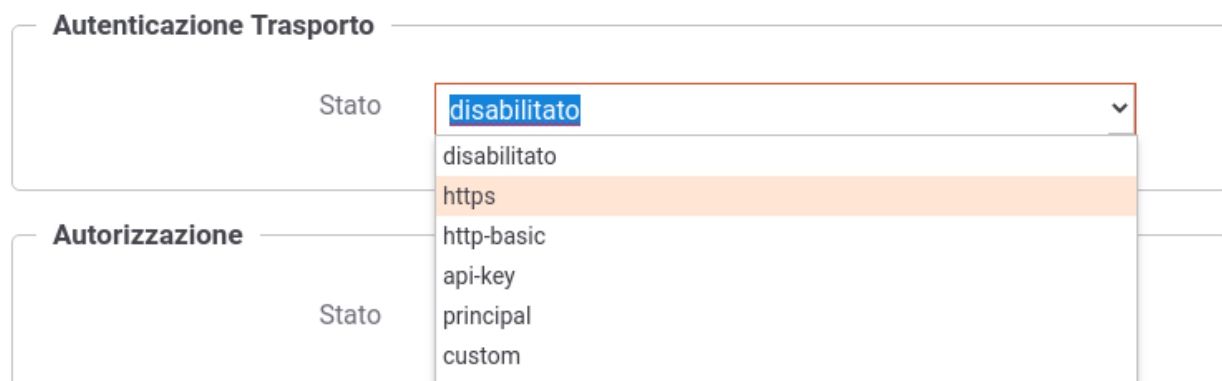 Autenticazione Trasporto
Stato
disabilitato
disabilitato
https
http-basic
api-key
principal
custom
Autorizzazione
Stato